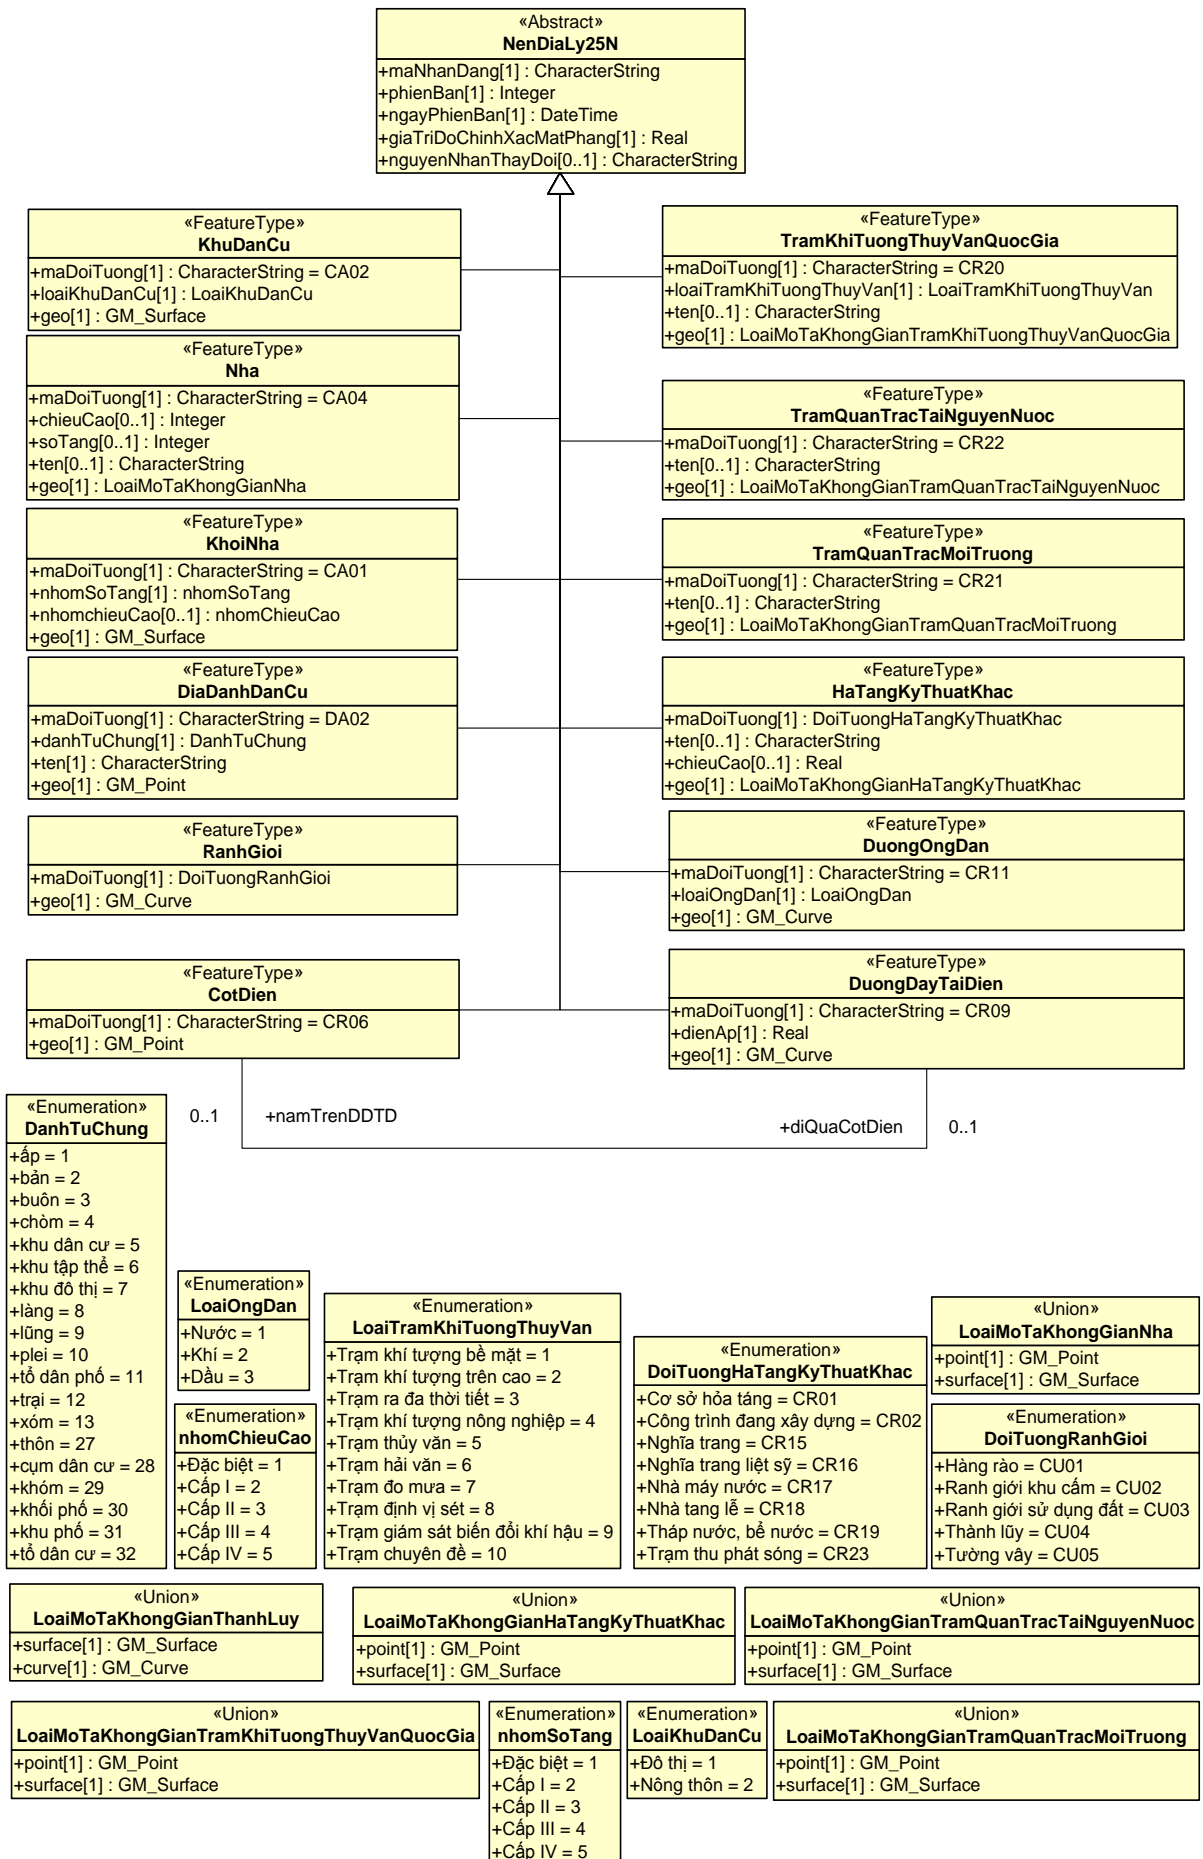 «Abstract»
NenDiaLy25N
+maNhanDang[1] : CharacterString
+phienBan[1] : Integer
+ngayPhienBan[1] : DateTime
+giaTriDoChinhXacMatPhang[1] : Real
+nguyenNhanThayDoi[0..1] : CharacterString
«FeatureType»
KhuDanCu
+maDoiTuong[1] : CharacterString = CA02
+loaiKhuDanCu[1] : LoaiKhuDanCu
+geo[1] : GM_Surface
«FeatureType»
TramKhiTuongThuyVanQuocGia
+maDoiTuong[1] : CharacterString = CR20
+loaiTramKhiTuongThuyVan[1] : LoaiTramKhiTuongThuyVan
+ten[0..1] : CharacterString
+geo[1] : LoaiMoTaKhongGianTramKhiTuongThuyVanQuocGia
«FeatureType»
Nha
+maDoiTuong[1] : CharacterString = CA04
+chieuCao[0..1] : Integer
+soTang[0..1] : Integer
+ten[0..1] : CharacterString
+geo[1] : LoaiMoTaKhongGianNha
«FeatureType»
TramQuanTracTaiNguyenNuoc
+maDoiTuong[1] : CharacterString = CR22
+ten[0..1] : CharacterString
+geo[1] : LoaiMoTaKhongGianTramQuanTracTaiNguyenNuoc
«FeatureType»
KhoiNha
+maDoiTuong[1] : CharacterString = CA01
+nhomSoTang[1] : nhomSoTang
+nhomchieuCao[0..1] : nhomChieuCao
+geo[1] : GM_Surface
«FeatureType»
TramQuanTracMoiTruong
+maDoiTuong[1] : CharacterString = CR21
+ten[0..1] : CharacterString
+geo[1] : LoaiMoTaKhongGianTramQuanTracMoiTruong
«FeatureType»
DiaDanhDanCu
+maDoiTuong[1] : CharacterString = DA02
+danhTuChung[1] : DanhTuChung
+ten[1] : CharacterString
+geo[1] : GM_Point
«FeatureType»
HaTangKyThuatKhac
+maDoiTuong[1] : DoiTuongHaTangKyThuatKhac
+ten[0..1] : CharacterString
+chieuCao[0..1] : Real
+geo[1] : LoaiMoTaKhongGianHaTangKyThuatKhac
«FeatureType»
RanhGioi
+maDoiTuong[1] : DoiTuongRanhGioi
+geo[1] : GM_Curve
«FeatureType»
DuongOngDan
+maDoiTuong[1] : CharacterString = CR11
+loaiOngDan[1] : LoaiOngDan
+geo[1] : GM_Curve
«FeatureType»
CotDien
+maDoiTuong[1] : CharacterString = CR06
+geo[1] : GM_Point
«FeatureType»
DuongDayTaiDien
+maDoiTuong[1] : CharacterString = CR09
+dienAp[1] : Real
+geo[1] : GM_Curve
0..1 +namTrenDDTD
+diQuaCotDien 0..1
«Enumeration»
DanhTuChung
+ấp = 1
+bản = 2
+buôn = 3
+chòm = 4
+khu dân cư = 5
+khu tập thể = 6
+khu đô thị = 7
+làng = 8
+lũng = 9
+plei = 10
+tổ dân phố = 11
+trại = 12
+xóm = 13
+thôn = 27
+cụm dân cư = 28
+khóm = 29
+khối phố = 30
+khu phố = 31
+tổ dân cư = 32
«Enumeration»
LoaiOngDan
+Nước = 1
+Khí = 2
+Dầu = 3
«Enumeration»
nhomChieuCao
+Đặc biệt = 1
+Cấp I = 2
+Cấp II = 3
+Cấp III = 4
+Cấp IV = 5
«Enumeration»
LoaiTramKhiTuongThuyVan
+Trạm khí tượng bề mặt = 1
+Trạm khí tượng trên cao = 2
+Trạm ra đa thời tiết = 3
+Trạm khí tượng nông nghiệp = 4
+Trạm thủy văn = 5
+Trạm hải văn = 6
+Trạm đo mưa = 7
+Trạm định vị sét = 8
+Trạm giám sát biến đổi khí hậu = 9
+Trạm chuyên đề = 10
«Enumeration»
DoiTuongHaTangKyThuatKhac
+Cơ sở hỏa táng = CR01
+Công trình đang xây dựng = CR02
+Nghĩa trang = CR15
+Nghĩa trang liệt sỹ = CR16
+Nhà máy nước = CR17
+Nhà tang lễ = CR18
+Tháp nước, bể nước = CR19
+Trạm thu phát sóng = CR23
«Union»
LoaiMoTaKhongGianNha
+point[1] : GM_Point
+surface[1] : GM_Surface
«Enumeration»
DoiTuongRanhGioi
+Hàng rào = CU01
+Ranh giới khu cấm = CU02
+Ranh giới sử dụng đất = CU03
+Thành lũy = CU04
+Tường vây = CU05
«Union»
LoaiMoTaKhongGianThanhLuy
+surface[1] : GM_Surface
+curve[1] : GM_Curve
«Union»
LoaiMoTaKhongGianHaTangKyThuatKhac
+point[1] : GM_Point
+surface[1] : GM_Surface
«Union»
LoaiMoTaKhongGianTramQuanTracTaiNguyenNuoc
+point[1] : GM_Point
+surface[1] : GM_Surface
«Union»
LoaiMoTaKhongGianTramKhiTuongThuyVanQuocGia
+point[1] : GM_Point
+surface[1] : GM_Surface
«Enumeration»
nhomSoTang
+Đặc biệt = 1
+Cấp I = 2
+Cấp II = 3
+Cấp III = 4
+Cấp IV = 5
«Enumeration»
LoaiKhuDanCu
+Đô thị = 1
+Nông thôn = 2
«Union»
LoaiMoTaKhongGianTramQuanTracMoiTruong
+point[1] : GM_Point
+surface[1] : GM_Surface